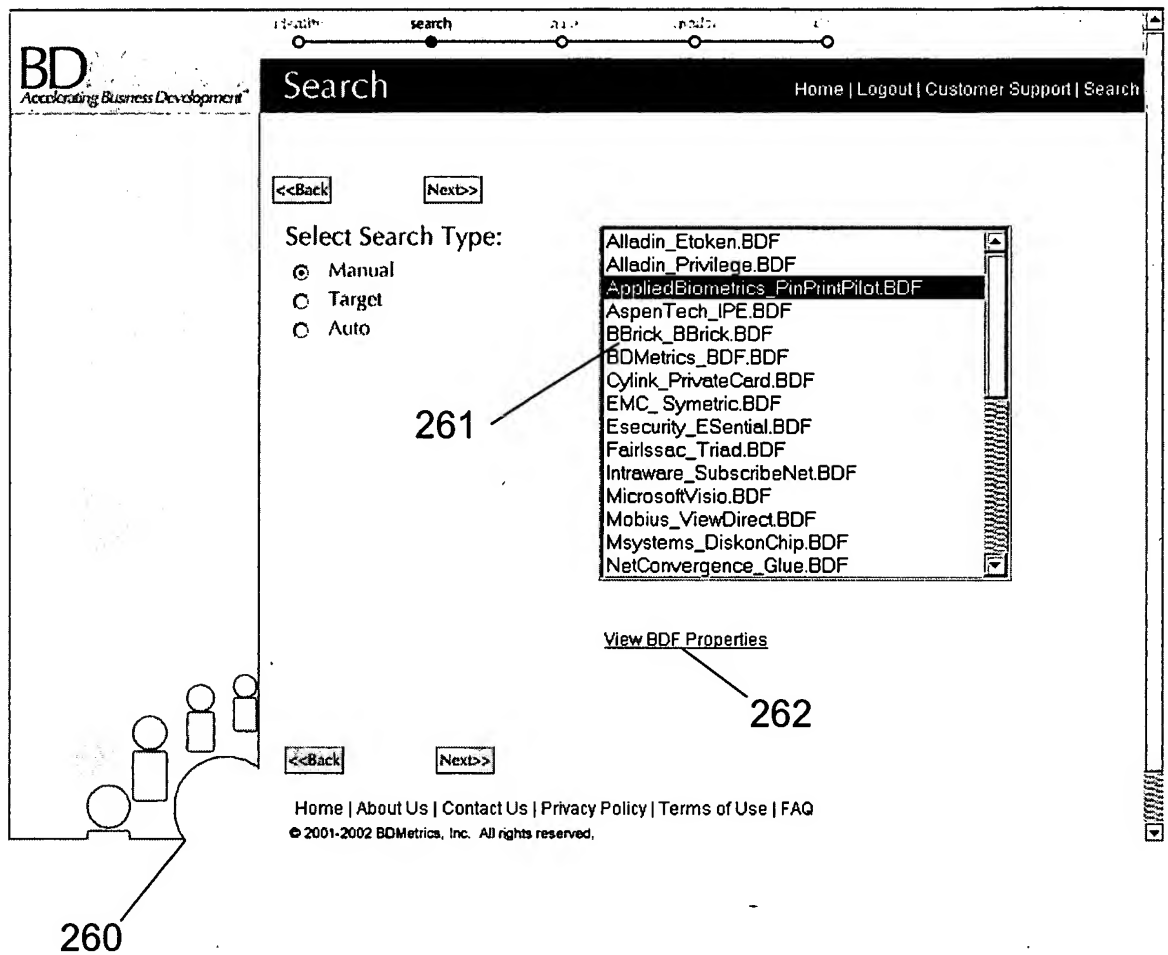 search
BD
Accelerating Business Development
Search
Home | Logout | Customer Support | Search
<<Back Next>>
Select Search Type:
Manual
Target
Auto
Alladin_Etoken.BDF
Alladin_Privilege.BDF
AppliedBiometrics_PinPrintPilot.BDF
AspenTech_IPE.BDF
BBrick_BBrick.BDF
BDMetrics_BDF.BDF
Cylink_PrivateCard.BDF
EMC_ Symetric.BDF
Esecurity_ESential.BDF
FairIssac_Triad.BDF
Intraware_SubscribeNet.BDF
MicrosoftVisio.BDF
Mobius_ViewDirect.BDF
Msystems_DiskonChip.BDF
NetConvergence_Glue.BDF
261
View BDF Properties
262
<<Back Next>>
Home | About Us | Contact Us | Privacy Policy | Terms of Use | FAQ
© 2001-2002 BDMetrics, Inc. All rights reserved,
260